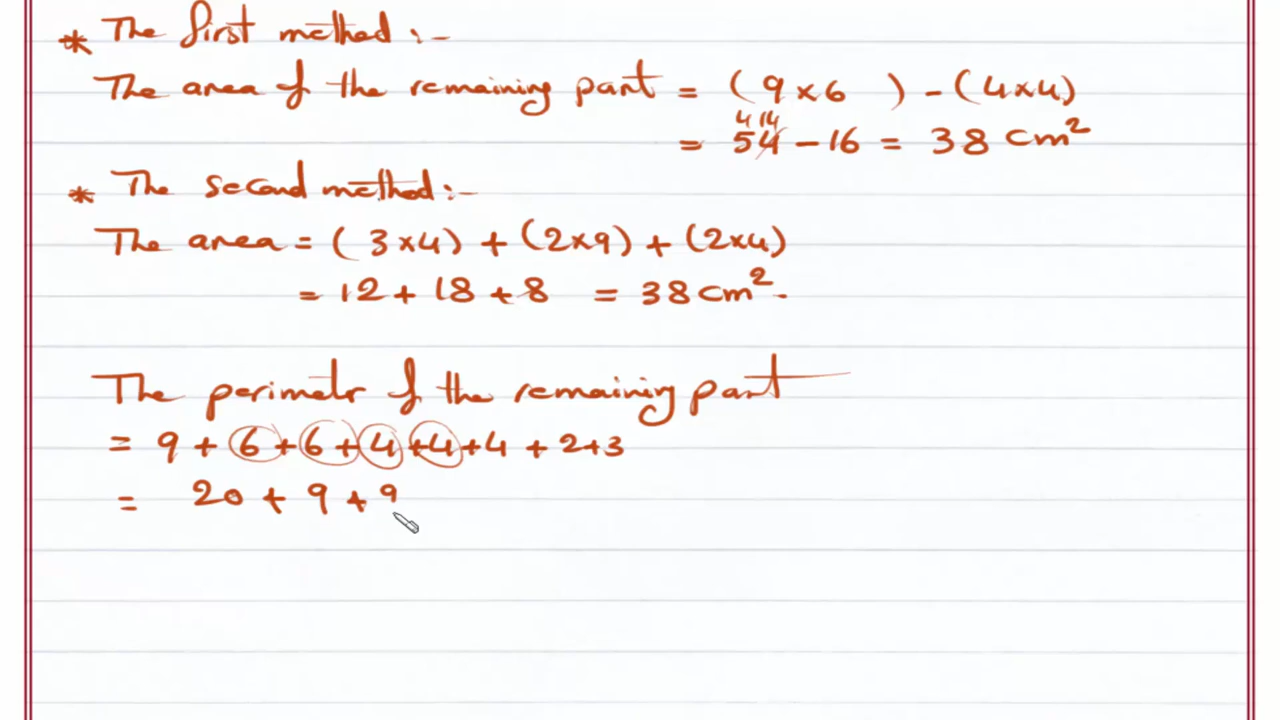 * The first method :-
The area of the remaining part = ( 9 x 6 ) - ( 4 x 4 )
4 14
= 54 - 16 = 38 cm²
* The second method :-
The area = ( 3 x 4 ) + ( 2 x 9 ) + ( 2 x 4 )
= 12 + 18 + 8 = 38 cm² .
The perimetr of the remaining part
= 9 + 6 + 6 + 4 + 4 + 4 + 2 + 3
= 20 + 9 + 9